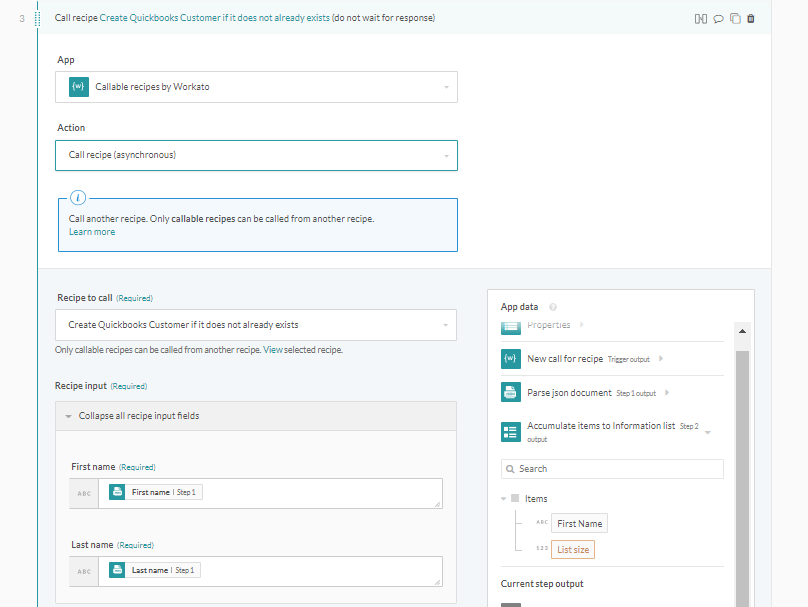 3
Call recipe Create Quickbooks Customer if it does not already exists (do not wait for response)
App
{w} Callable recipes by Workato
Action
Call recipe (asynchronous)
i
Call another recipe. Only callable recipes can be called from another recipe.
Learn more
Recipe to call (Required)
Create Quickbooks Customer if it does not already exists
Only callable recipes can be called from another recipe. View selected recipe.
Recipe input (Required)
Collapse all recipe input fields
First name (Required)
ABC First name | Step 1
Last name (Required)
ABC Last name | Step 1
App data ?
Properties
{w} New call for recipe Trigger output
Parse json document Step 1 output
Accumulate items to Information list Step 2
output
Search
Items
ABC First Name
123 List size
Current step output